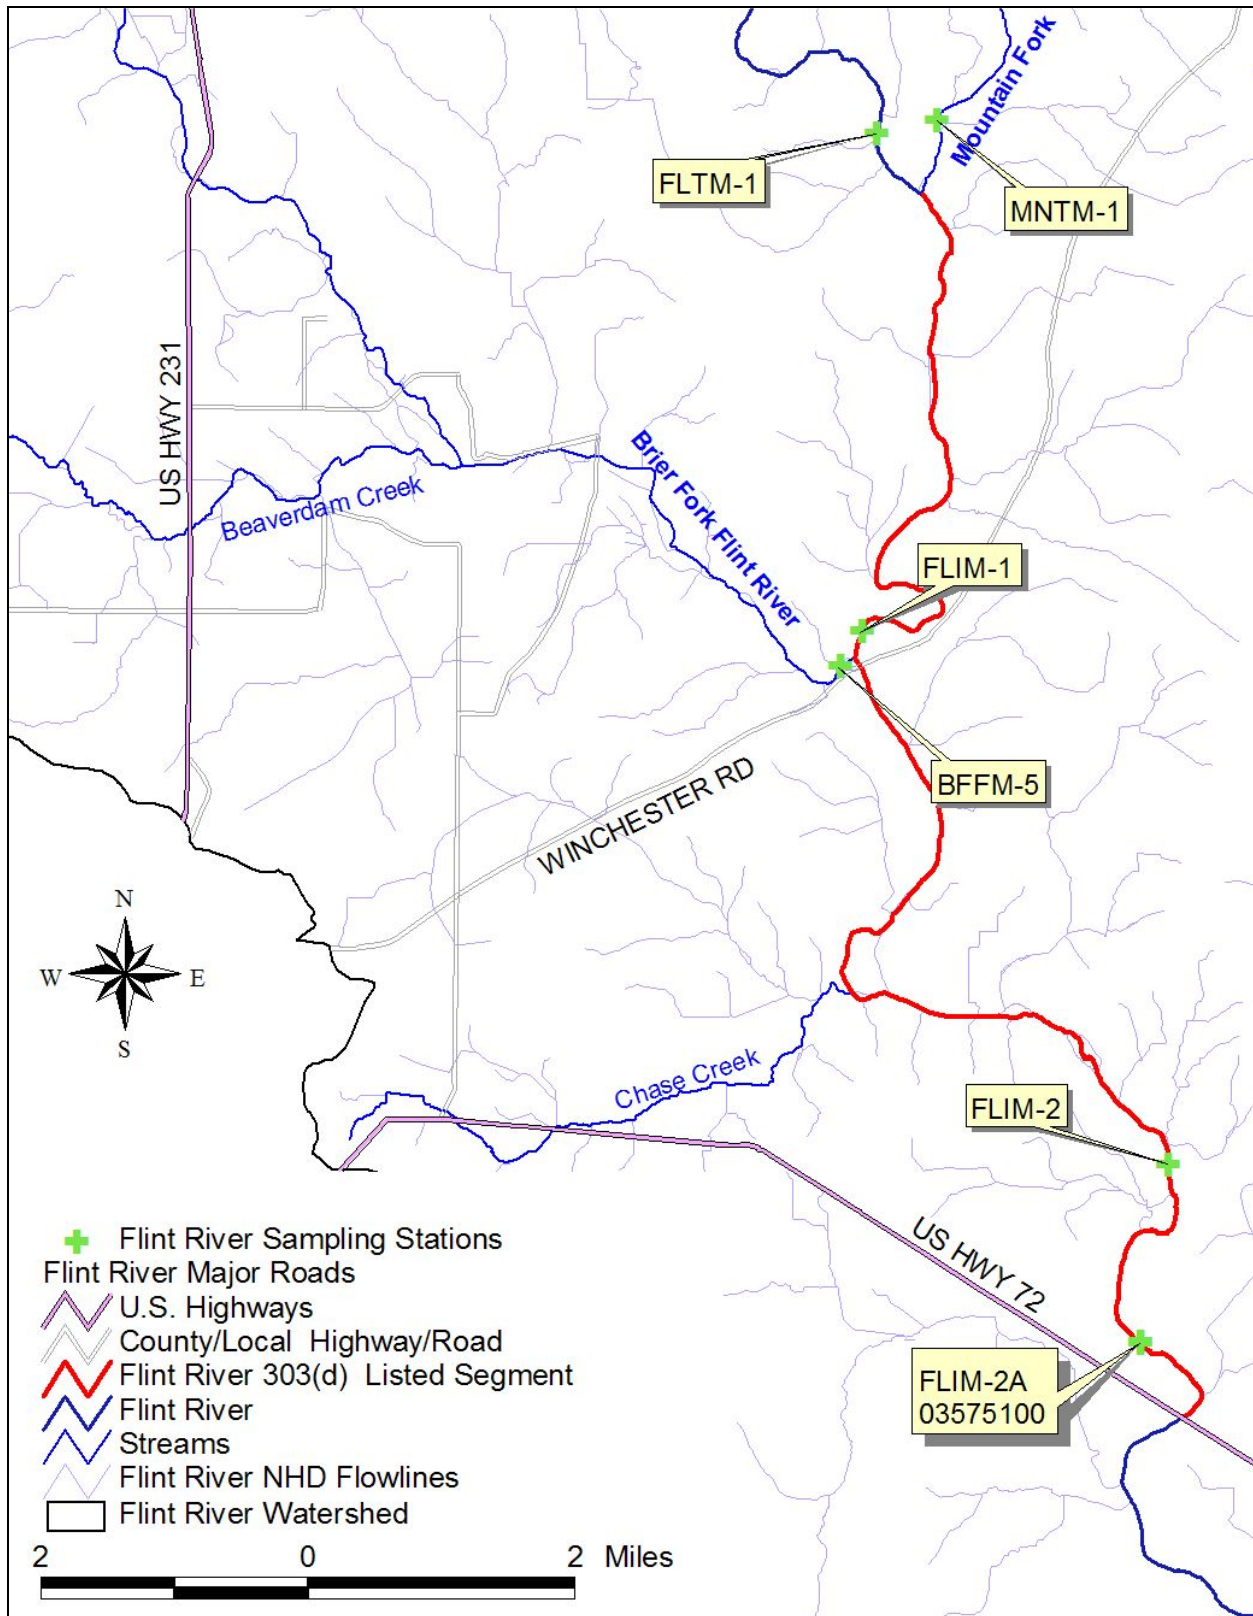 Mountain Fork
FLTM-1
MNTM-1
US HWY 231
Brier Fork Flint River
Beaverdam Creek
FLIM-1
BFFM-5
WINCHESTER RD
N
W
E
S
Chase Creek
FLIM-2
US HWY 72
FLIM-2A
03575100
Flint River Sampling Stations
Flint River Major Roads
U.S. Highways
County/Local Highway/Road
Flint River 303(d) Listed Segment
Flint River
Streams
Flint River NHD Flowlines
Flint River Watershed
2 0 2 Miles